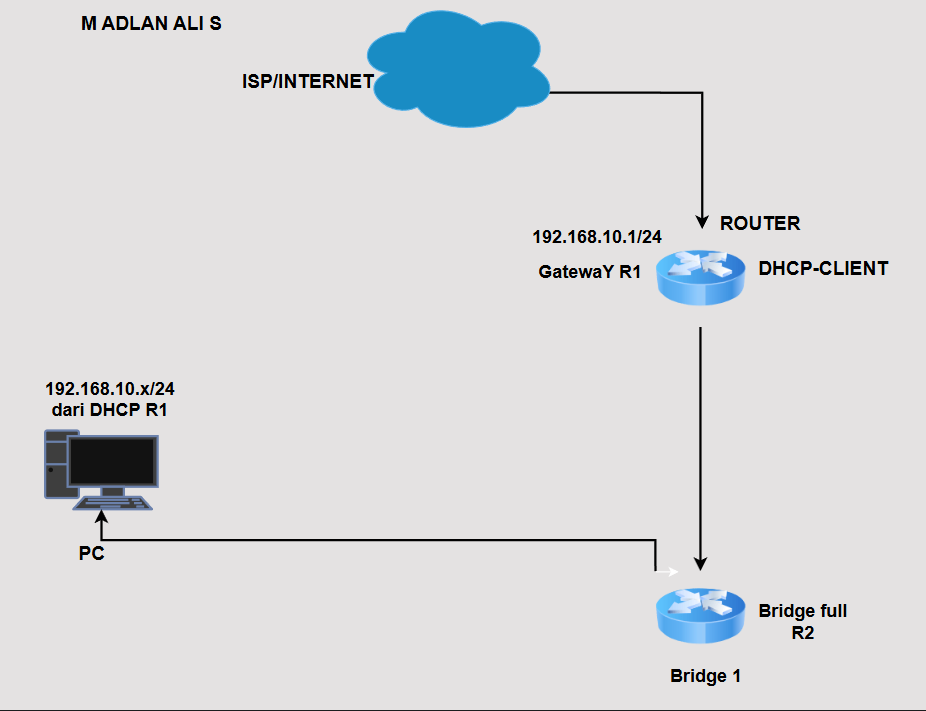 M ADLAN ALI S
ISP/INTERNET
ROUTER
192.168.10.1/24
GatewaY R1
DHCP-CLIENT
192.168.10.x/24
dari DHCP R1
PC
Bridge full
R2
Bridge 1